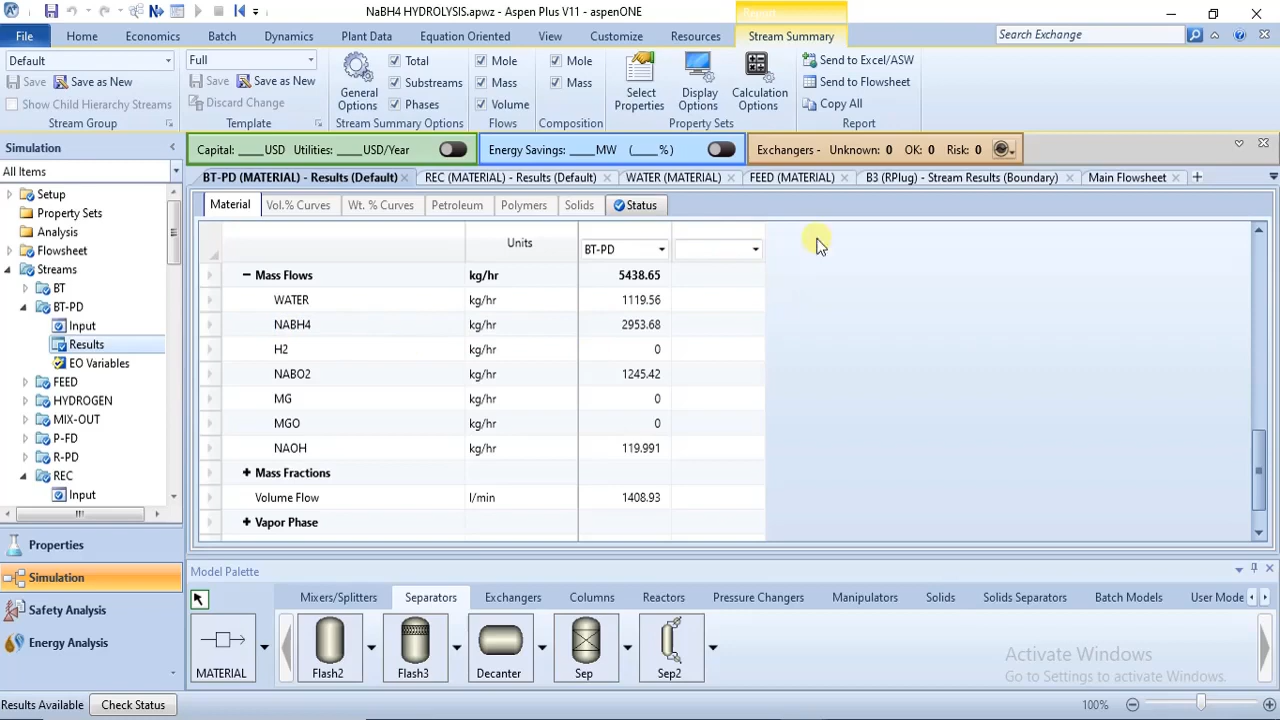 NaBH4 HYDROLYSIS.apwz - Aspen Plus V11 - aspenONE
Report
File Home Economics Batch Dynamics Plant Data Equation Oriented View Customize Resources Stream Summary Search Exchange
Default Full Total Mole Mole Send to Excel/ASW
Save Save as New Save Save as New Substreams Mass Mass Send to Flowsheet
Show Child Hierarchy Streams Discard Change General Options Phases Volume Select Properties Display Options Calculation Options Copy All
Stream Group Template Stream Summary Options Flows Composition Property Sets Report
Simulation Capital: ____USD Utilities: ____USD/Year Energy Savings: ____MW (____%) Exchangers - Unknown: 0 OK: 0 Risk: 0
All Items BT-PD (MATERIAL) - Results (Default) REC (MATERIAL) - Results (Default) WATER (MATERIAL) FEED (MATERIAL) B3 (RPlug) - Stream Results (Boundary) Main Flowsheet
Setup Material Vol.% Curves Wt. % Curves Petroleum Polymers Solids Status
Property Sets
Analysis
Flowsheet
Streams
BT
BT-PD
Input
Results
EO Variables
FEED
HYDROGEN
MIX-OUT
P-FD
R-PD
REC
Input
Units BT-PD
Mass Flows kg/hr 5438.65
WATER kg/hr 1119.56
NABH4 kg/hr 2953.68
H2 kg/hr 0
NABO2 kg/hr 1245.42
MG kg/hr 0
MGO kg/hr 0
NAOH kg/hr 119.991
Mass Fractions
Volume Flow l/min 1408.93
Vapor Phase
Properties
Simulation
Safety Analysis
Energy Analysis
Model Palette
Mixers/Splitters Separators Exchangers Columns Reactors Pressure Changers Manipulators Solids Solids Separators Batch Models User Mode
MATERIAL Flash2 Flash3 Decanter Sep Sep2
Activate Windows
Go to Settings to activate Windows.
Results Available Check Status 100%